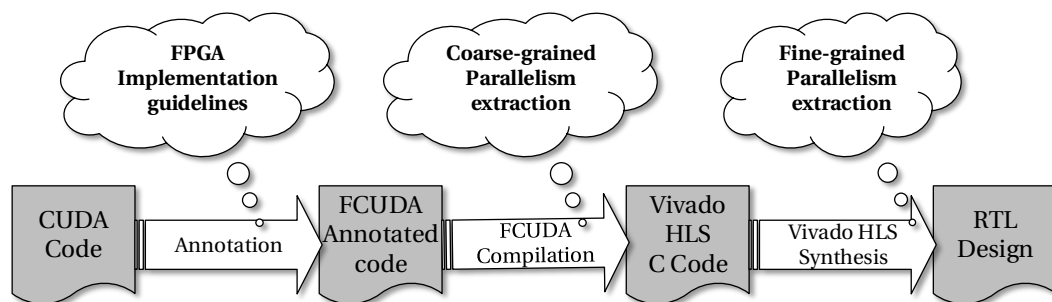 FPGA
Implementation
guidelines
Coarse-grained
Parallelism
extraction
Fine-grained
Parallelism
extraction
CUDA
Code
Annotation
FCUDA
Annotated
code
FCUDA
Compilation
Vivado
HLS
C Code
Vivado HLS
Synthesis
RTL
Design